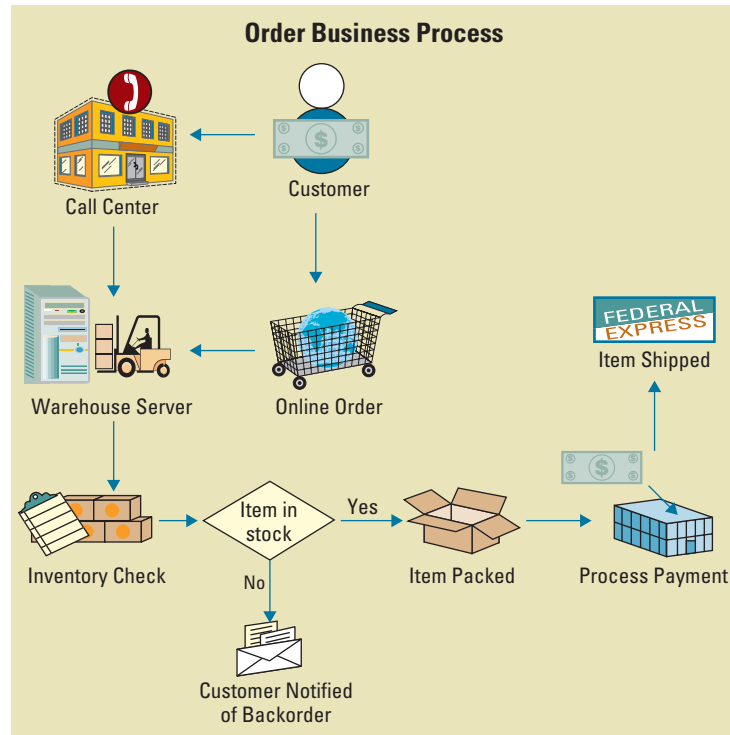 Order Business Process
Call Center
Customer
Warehouse Server
Online Order
FEDERAL
EXPRESS
Item Shipped
Inventory Check
Item in
stock
Yes
No
Item Packed
$
Process Payment
Customer Notified
of Backorder